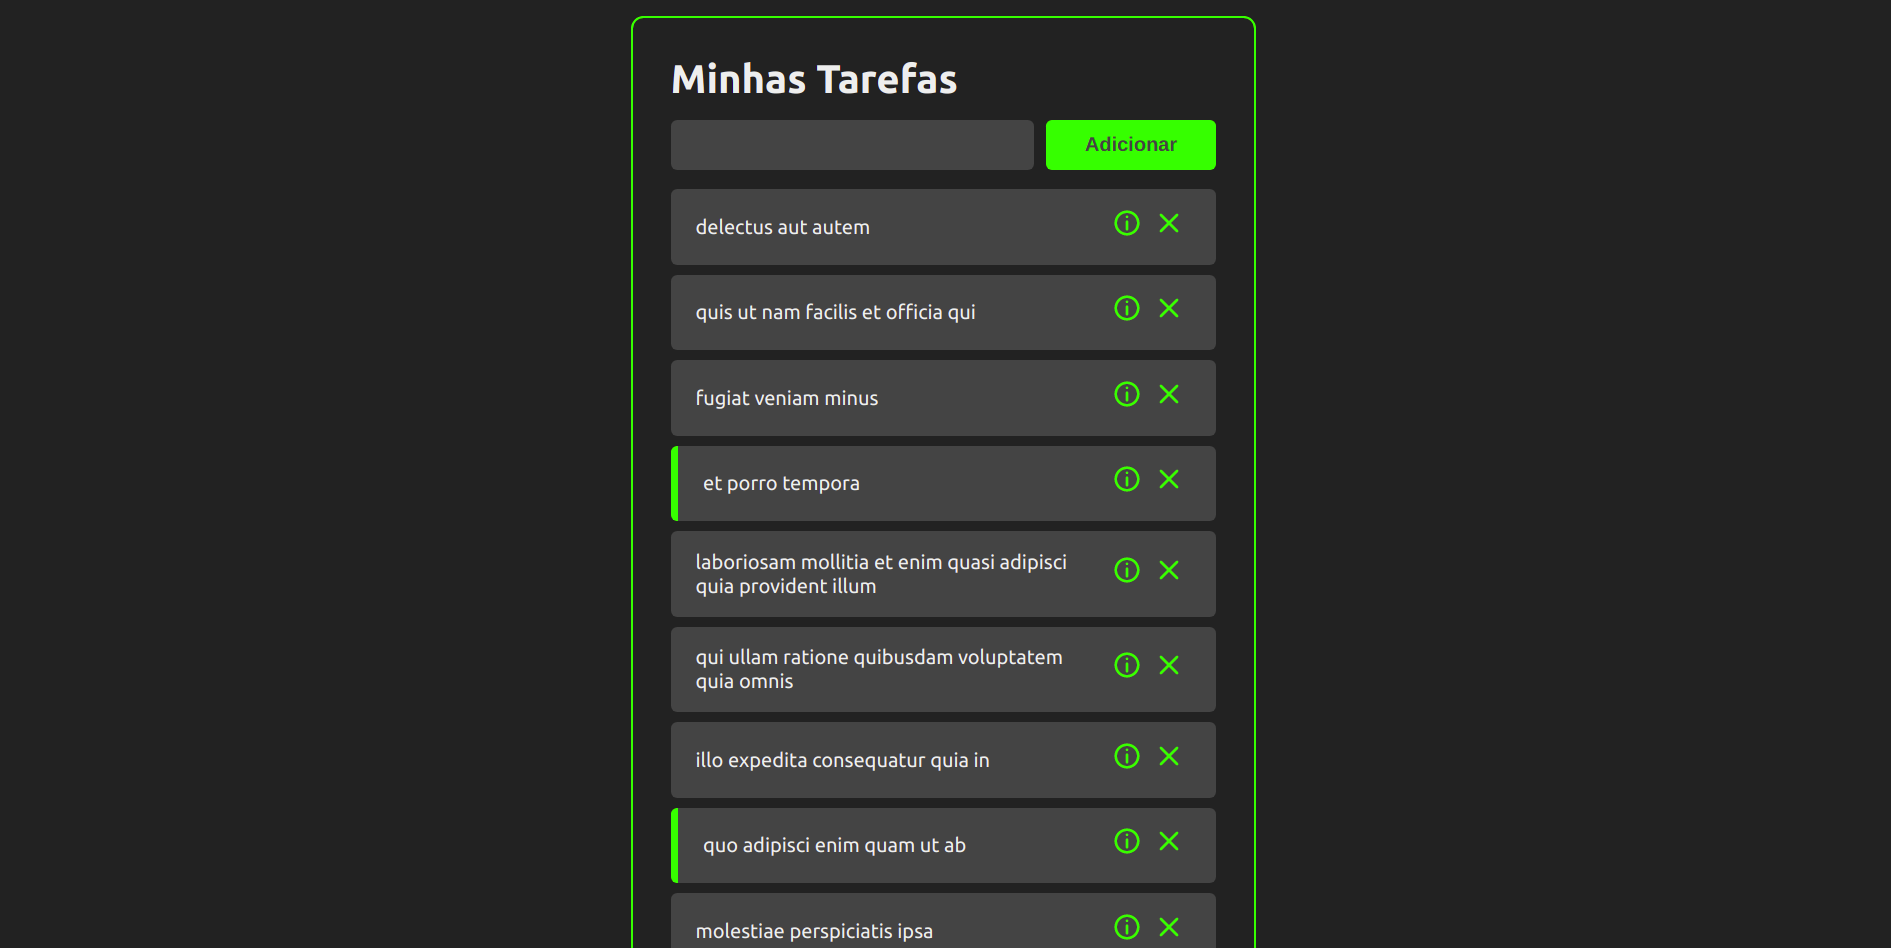 Minhas Tarefas
Adicionar
delectus aut autem
quis ut nam facilis et officia qui
fugiat veniam minus
et porro tempora
laboriosam mollitia et enim quasi adipisci
quia provident illum
qui ullam ratione quibusdam voluptatem
quia omnis
illo expedita consequatur quia in
quo adipisci enim quam ut ab
molestiae perspiciatis ipsa